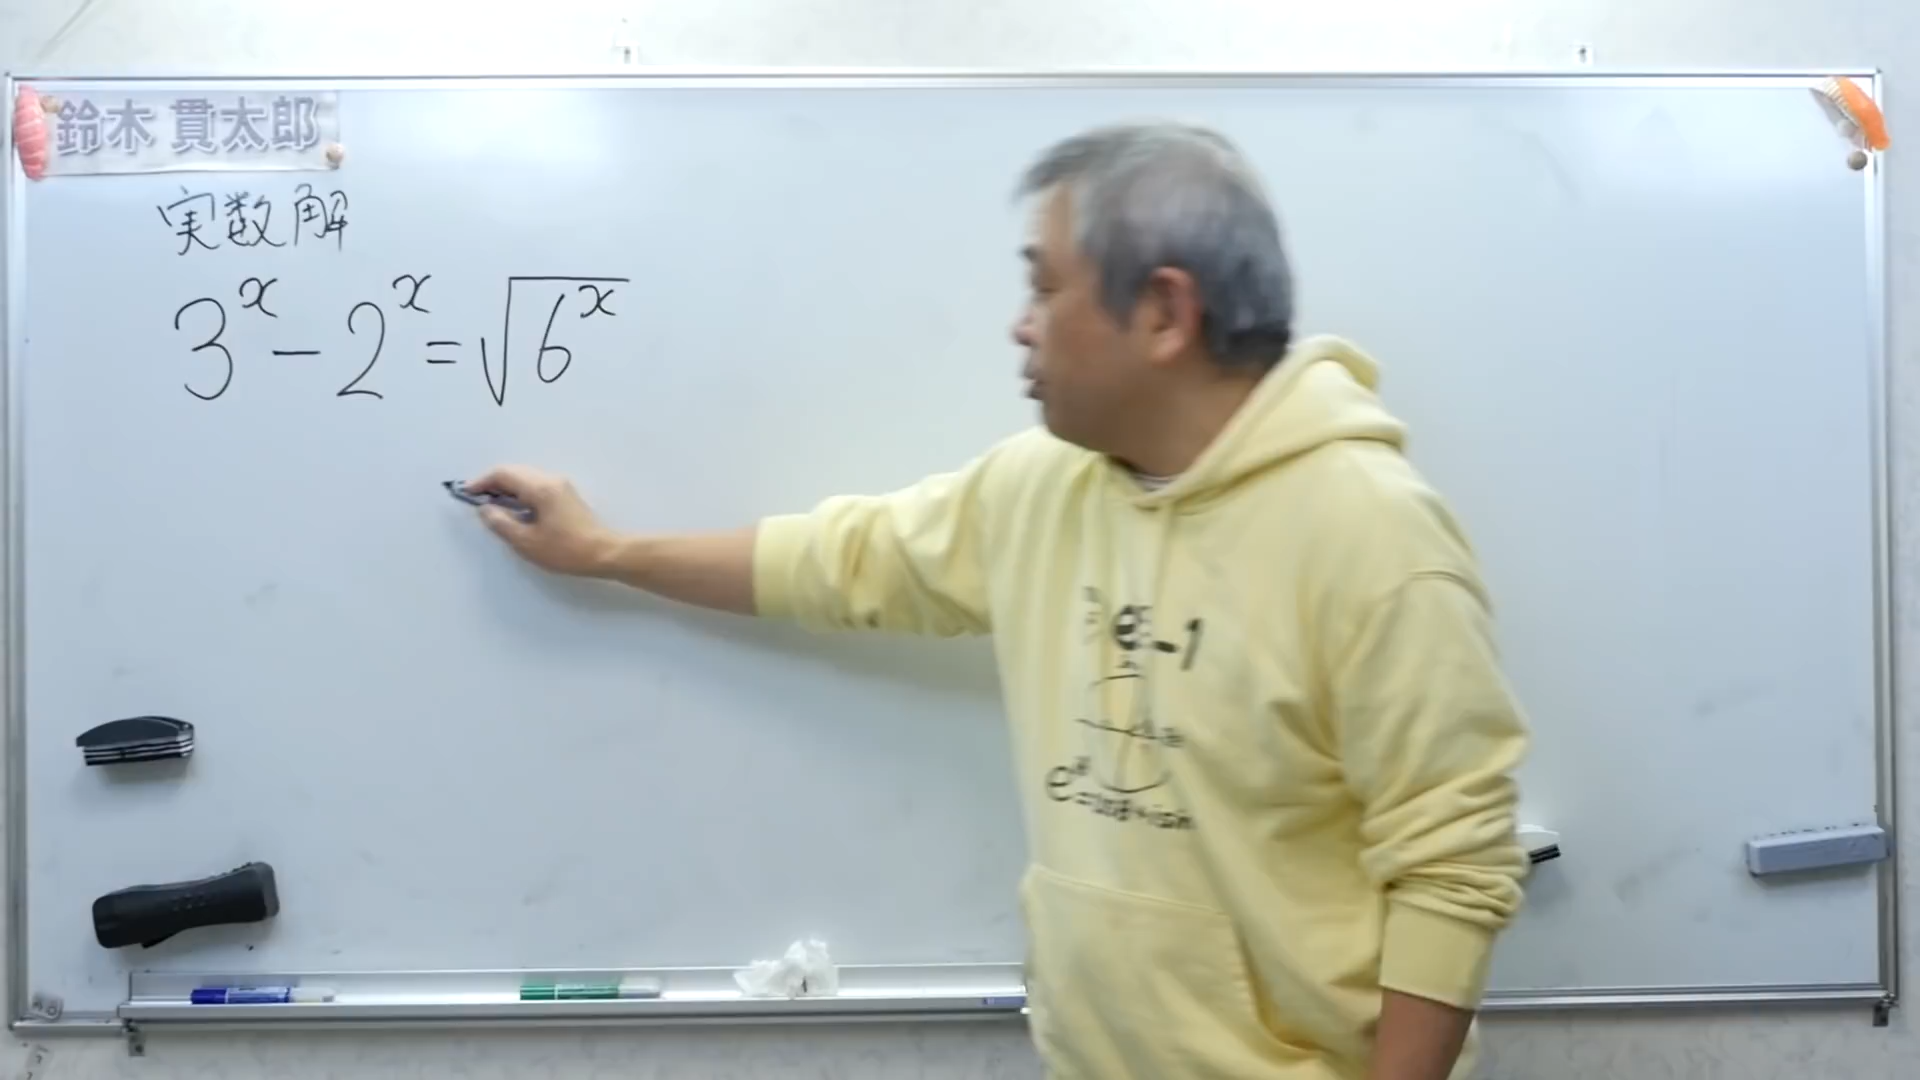 鈴木 貫太郎
実数解
3^x - 2^x = √6^x